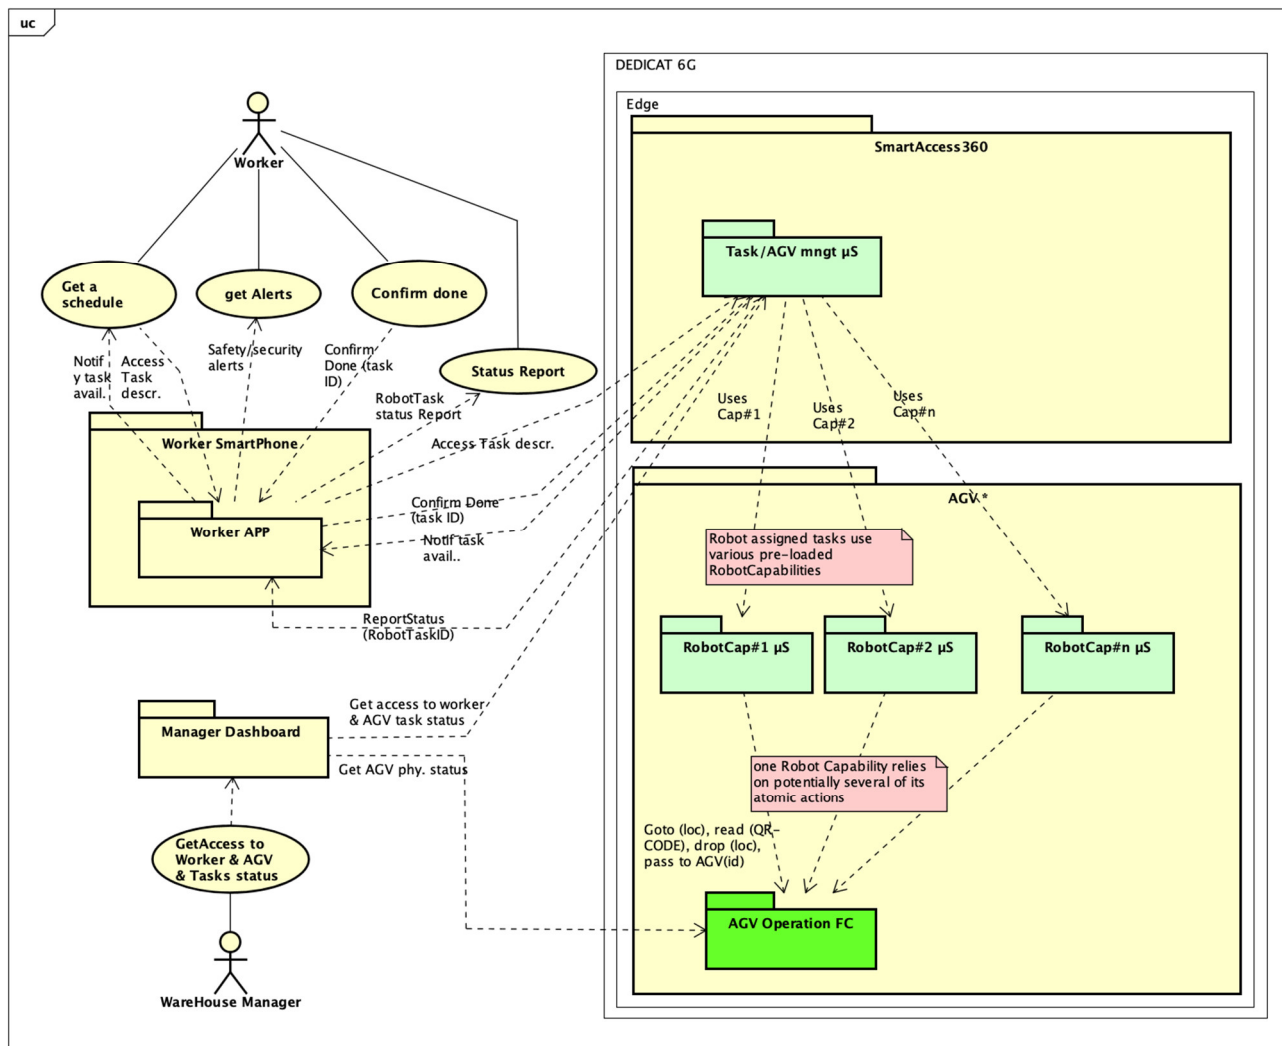 uc
DEDICAT 6G
Edge
SmartAccess360
Worker
Task/AGV mngt µS
Get a
schedule
get Alerts
Confirm done
Status Report
Notif
y task
avail..
Access
Task
descr.
Safety/security
alerts
Confirm
Done (task
ID)
RobotTask
status Report
Access Task descr.
Uses
Cap#1
Uses
Cap#2
Uses
Cap#n
Worker SmartPhone
Worker APP
Confirm Done
(task ID)
Notif task
avail..
ReportStatus
(RobotTaskID)
AGV *
Robot assigned tasks use
various pre-loaded
RobotCapabilities
RobotCap#1 µS
RobotCap#2 µS
RobotCap#n µS
Get access to worker
& AGV task status
Manager Dashboard
Get AGV phy. status
one Robot Capability relies
on potentially several of its
atomic actions
Goto (loc), read (QR-
CODE), drop (loc),
pass to AGV(id)
GetAccess to
Worker & AGV
& Tasks status
AGV Operation FC
WareHouse Manager